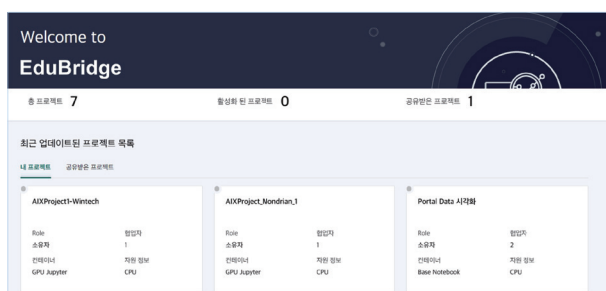 Welcome to
EduBridge
총 프로젝트 7 활성화 된 프로젝트 0 공유받은 프로젝트 1
최근 업데이트된 프로젝트 목록
내 프로젝트 공유받은 프로젝트
AIXProject1-Wintech AIXProject_Nondrian_1 Portal Data 시각화
Role 협업자 Role 협업자 Role 협업자
소유자 1 소유자 1 소유자 2
컨테이너 자원 정보 컨테이너 자원 정보 컨테이너 자원 정보
GPU Jupyter CPU GPU Jupyter CPU Base Notebook CPU